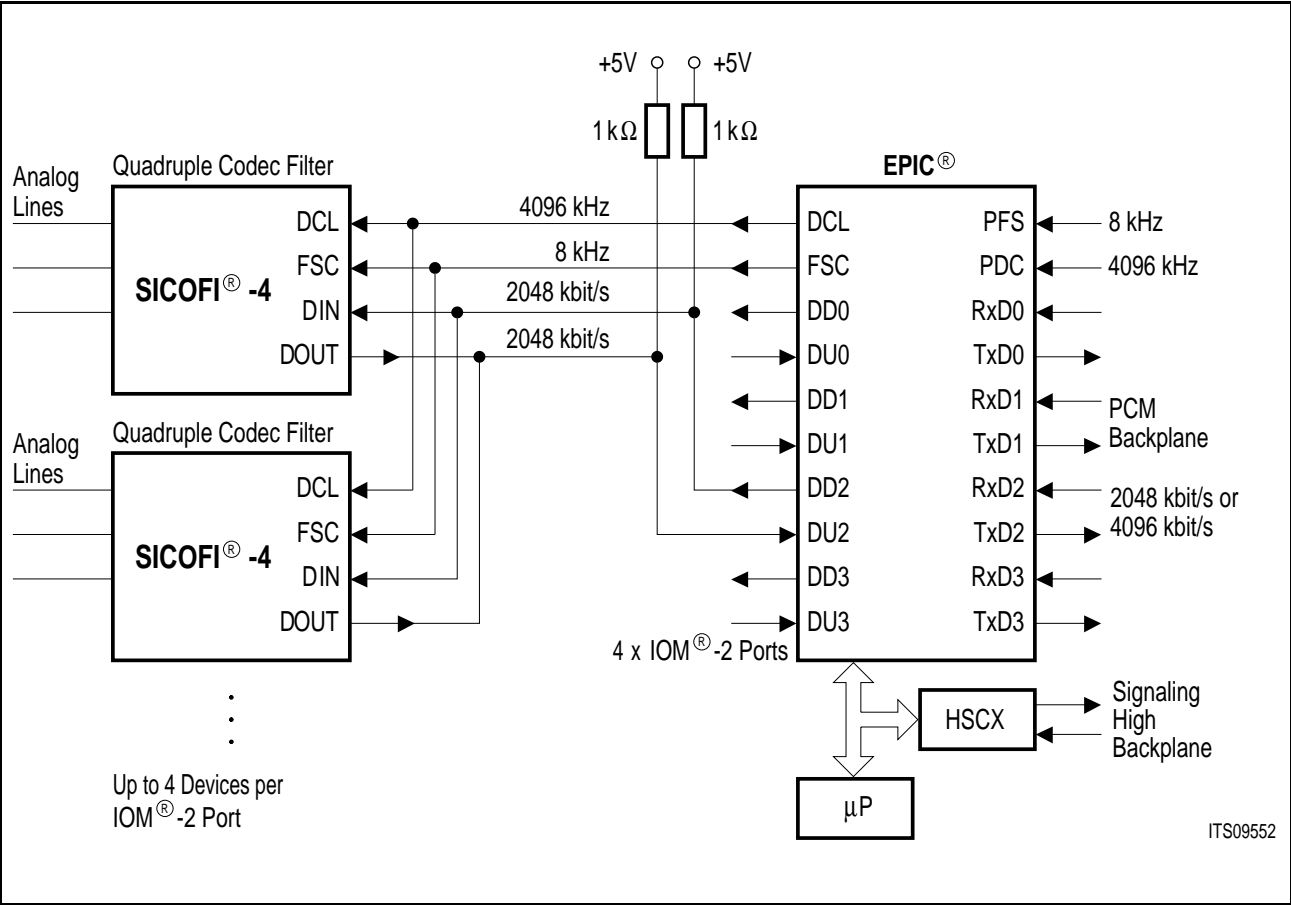 +5V +5V
1kΩ 1kΩ
Analog
Lines
Quadruple Codec Filter
SICOFI® -4
DCL
FSC
DIN
DOUT
4096 kHz
8 kHz
2048 kbit/s
2048 kbit/s
Analog
Lines
Quadruple Codec Filter
SICOFI® -4
DCL
FSC
DIN
DOUT
Up to 4 Devices per
IOM®-2 Port
EPIC®
DCL PFS
FSC PDC
DD0 RxD0
DU0 TxD0
DD1 RxD1
DU1 TxD1
DD2 RxD2
DU2 TxD2
DD3 RxD3
DU3 TxD3
4 x IOM®-2 Ports
8 kHz
4096 kHz
PCM
Backplane
2048 kbit/s or
4096 kbit/s
HSCX
Signaling
High
Backplane
μP
ITS09552